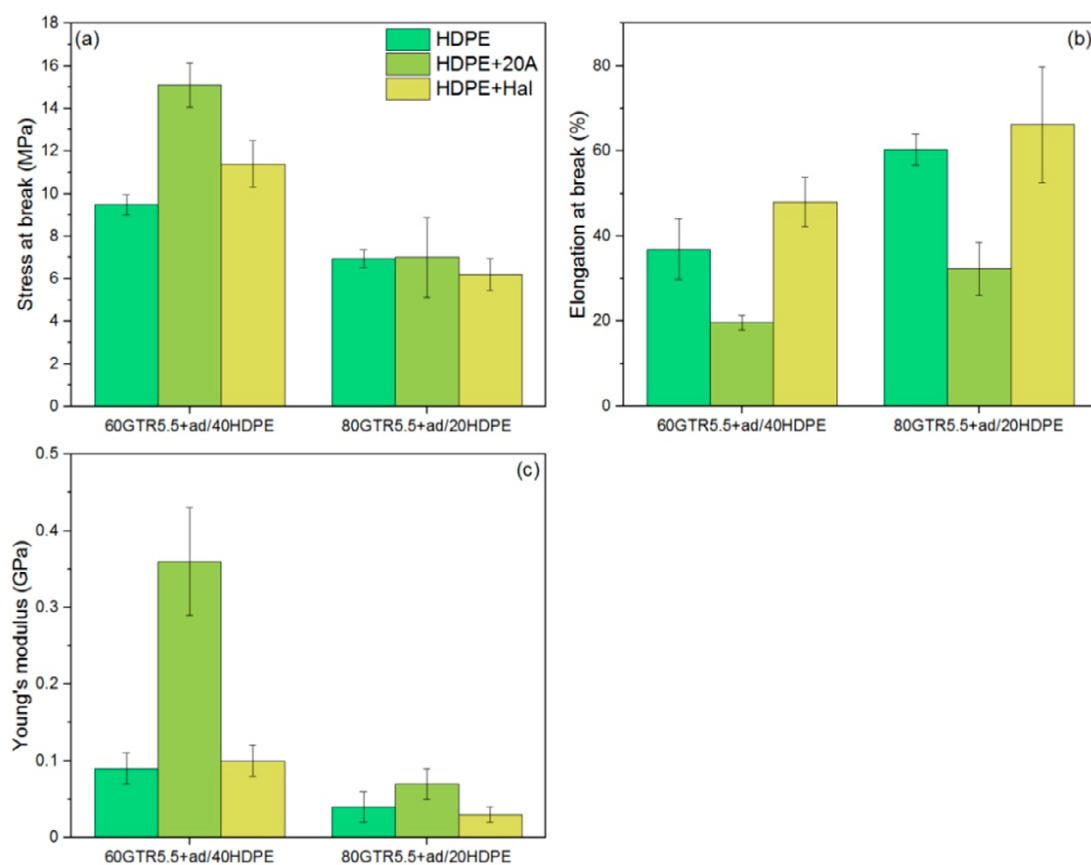 (a)
HDPE
HDPE+20A
HDPE+Hal
Stress at break (MPa)
18
16
14
12
10
8
6
4
2
0
60GTR5.5+ad/40HDPE
80GTR5.5+ad/20HDPE
(b)
Elongation at break (%)
80
60
40
20
0
60GTR5.5+ad/40HDPE
80GTR5.5+ad/20HDPE
(c)
Young's modulus (GPa)
0.5
0.4
0.3
0.2
0.1
0
60GTR5.5+ad/40HDPE
80GTR5.5+ad/20HDPE